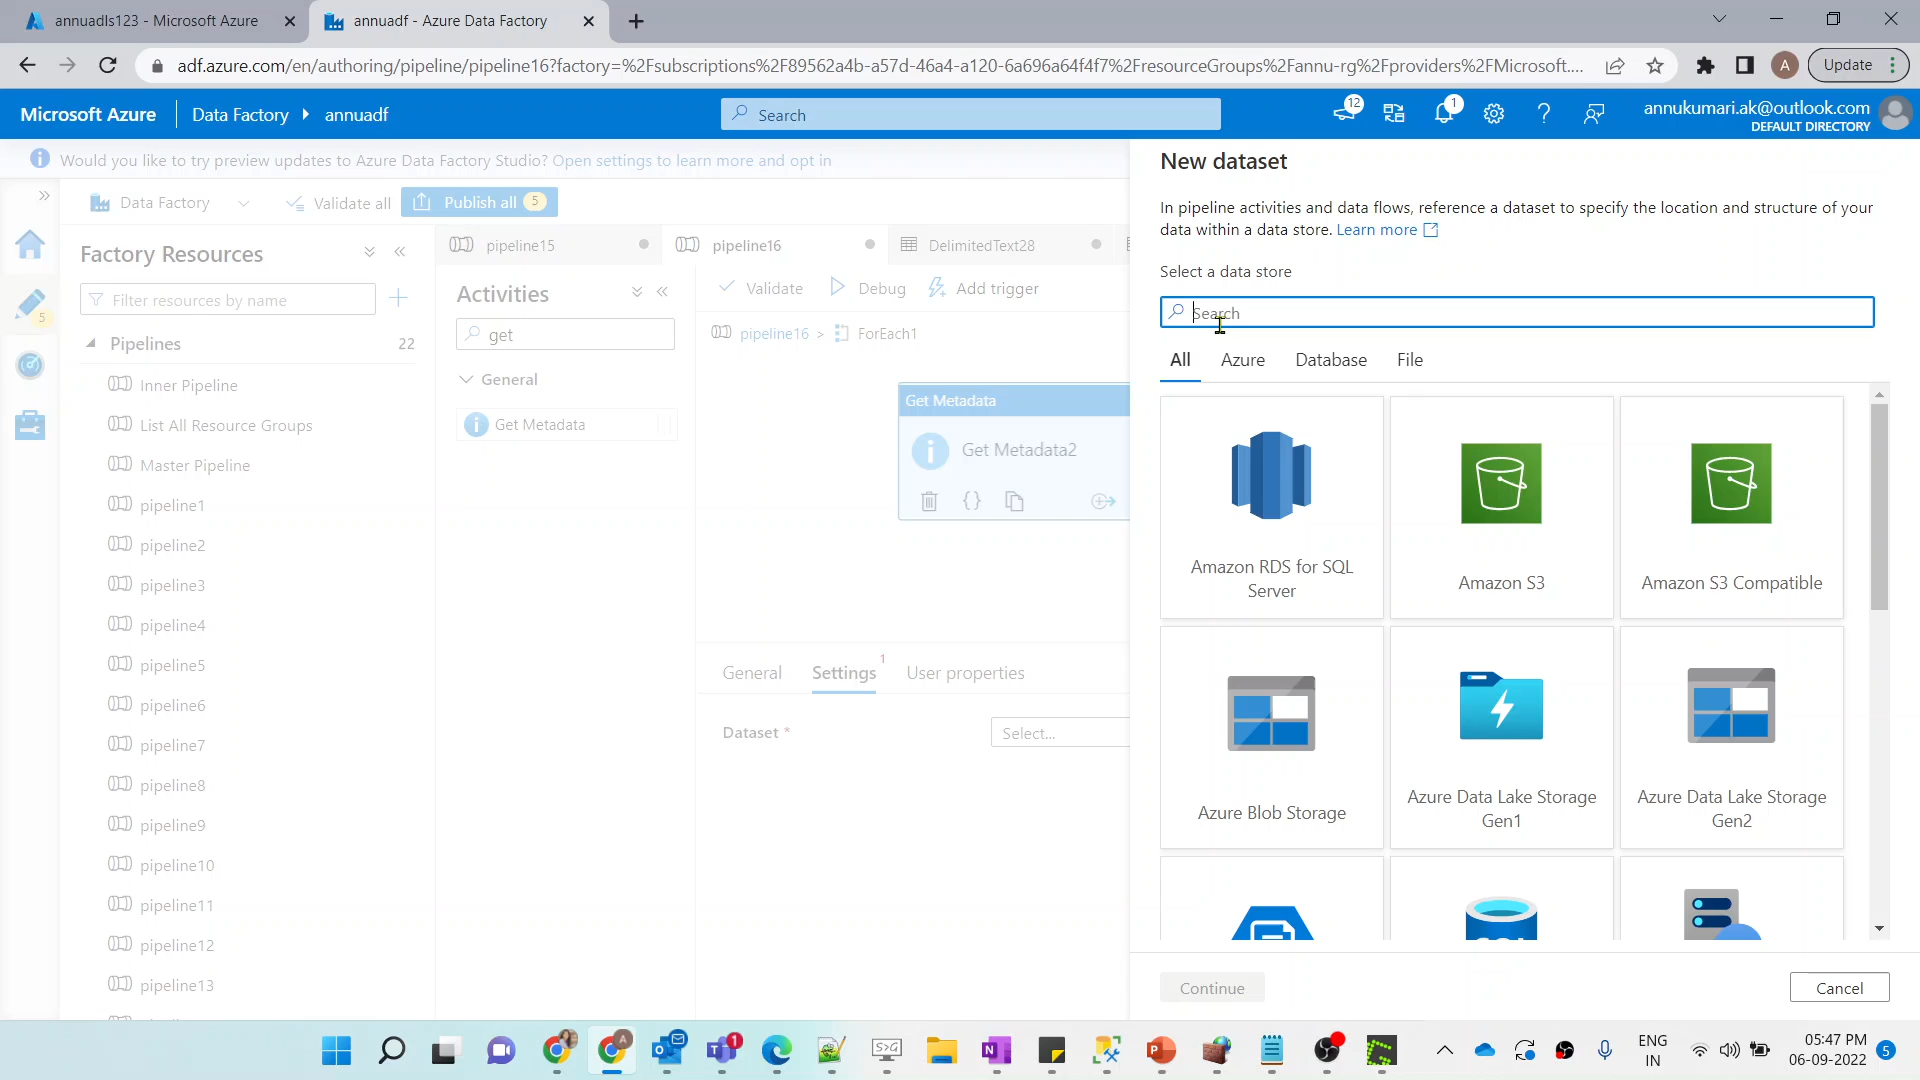 annuadls123 - Microsoft Azure
annuadf - Azure Data Factory
adf.azure.com/en/authoring/pipeline/pipeline16?factory=%2Fsubscriptions%2F89562a4b-a57d-46a4-a120-6a696a64f4f7%2FresourceGroups%2Fannu-rg%2Fproviders%2FMicrosoft....
A
Update
Microsoft Azure
Data Factory
annuadf
Search
12
1
annukumari.ak@outlook.com
DEFAULT DIRECTORY
Would you like to try preview updates to Azure Data Factory Studio? Open settings to learn more and opt in
Data Factory
Validate all
Publish all 5
5
Factory Resources
Filter resources by name
Pipelines 22
Inner Pipeline
List All Resource Groups
Master Pipeline
pipeline1
pipeline2
pipeline3
pipeline4
pipeline5
pipeline6
pipeline7
pipeline8
pipeline9
pipeline10
pipeline11
pipeline12
pipeline13
pipeline15
pipeline16
DelimitedText28
Activities
get
General
Get Metadata
Validate
Debug
Add trigger
pipeline16 > ForEach1
Get Metadata
Get Metadata2
General
Settings 1
User properties
Dataset *
Select...
New dataset
In pipeline activities and data flows, reference a dataset to specify the location and structure of your
data within a data store. Learn more
Select a data store
Search
All
Azure
Database
File
Amazon RDS for SQL
Server
Amazon S3
Amazon S3 Compatible
Azure Blob Storage
Azure Data Lake Storage
Gen1
Azure Data Lake Storage
Gen2
Continue
Cancel
ENG
IN
05:47 PM
06-09-2022
5